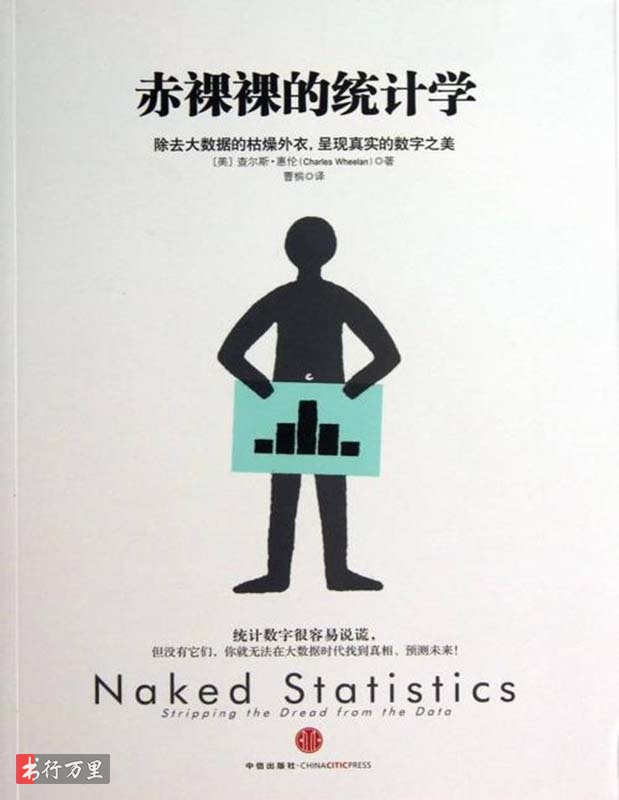 赤裸裸的统计学
除去大数据的枯燥外衣，呈现真实的数字之美
［美］查尔斯·惠伦（Charles Wheelan）◎著
曹槟◎译
统计数字很容易说谎，
但没有它们，你就无法在大数据时代找到真相、预测未来！
Naked Statistics
Stripping the Dread from the Data
中信出版社·CHINACITICPRESS
书行万里